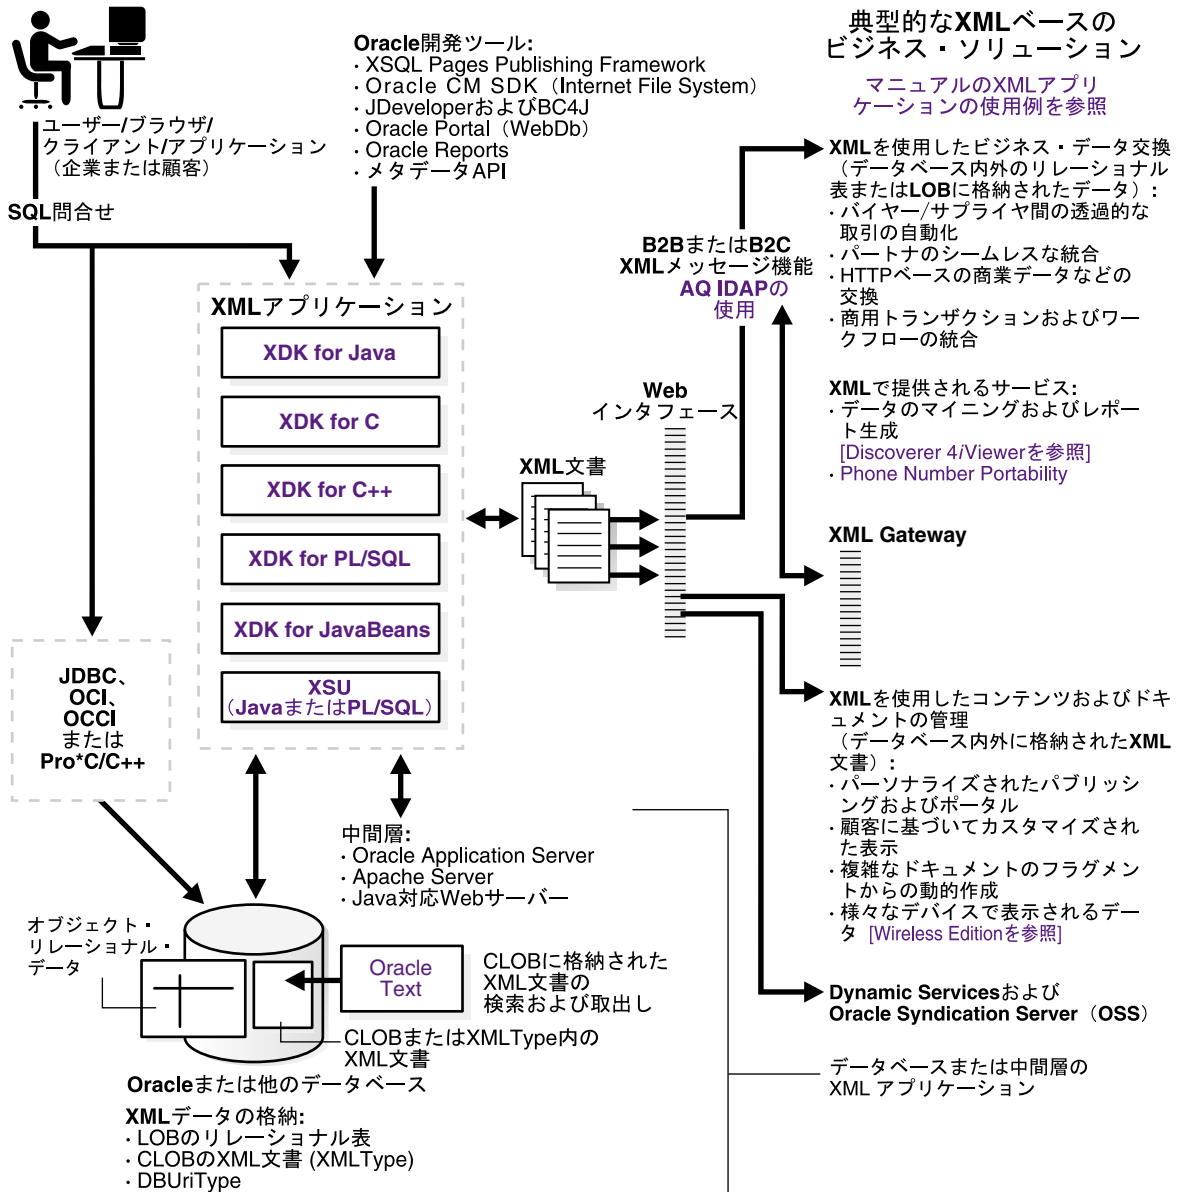 ユーザー/ブラウザ/
クライアント/アプリケーション
（企業または顧客）
SQL問合せ
Oracle開発ツール:
・XSQL Pages Publishing Framework
・Oracle CM SDK（Internet File System）
・JDeveloperおよびBC4J
・Oracle Portal（WebDb）
・Oracle Reports
・メタデータAPI
XMLアプリケーション
XDK for Java
XDK for C
XDK for C++
XDK for PL/SQL
XDK for JavaBeans
XSU
（JavaまたはPL/SQL）
JDBC、
OCI、
OCCI
または
Pro*C/C++
中間層:
・Oracle Application Server
・Apache Server
・Java対応Webサーバー
オブジェクト・
リレーショナル・
データ
Oracle
Text
CLOBに格納された
XML文書の
検索および取出し
CLOBまたはXMLType内の
XML文書
Oracleまたは他のデータベース
XMLデータの格納:
・LOBのリレーショナル表
・CLOBのXML文書 (XMLType)
・DBUriType
XML文書
Web
インタフェース
B2BまたはB2C
XMLメッセージ機能
AQ IDAPの
使用
典型的なXMLベースの
ビジネス・ソリューション
マニュアルのXMLアプリ
ケーションの使用例を参照
XMLを使用したビジネス・データ交換
（データベース内外のリレーショナル
表またはLOBに格納されたデータ）:
・バイヤー/サプライヤ間の透過的な
取引の自動化
・パートナのシームレスな統合
・HTTPベースの商業データなどの
交換
・商用トランザクションおよびワー
クフローの統合
XMLで提供されるサービス:
・データのマイニングおよびレポー
ト生成
[Discoverer 4iViewerを参照]
・Phone Number Portability
XML Gateway
XMLを使用したコンテンツおよびドキ
ュメントの管理
（データベース内外に格納されたXML
文書）:
・パーソナライズされたパブリッシ
ングおよびポータル
・顧客に基づいてカスタマイズされ
た表示
・複雑なドキュメントのフラグメン
トからの動的作成
・様々なデバイスで表示されるデー
タ [Wireless Editionを参照]
Dynamic Servicesおよび
Oracle Syndication Server（OSS）
データベースまたは中間層の
XML アプリケーション